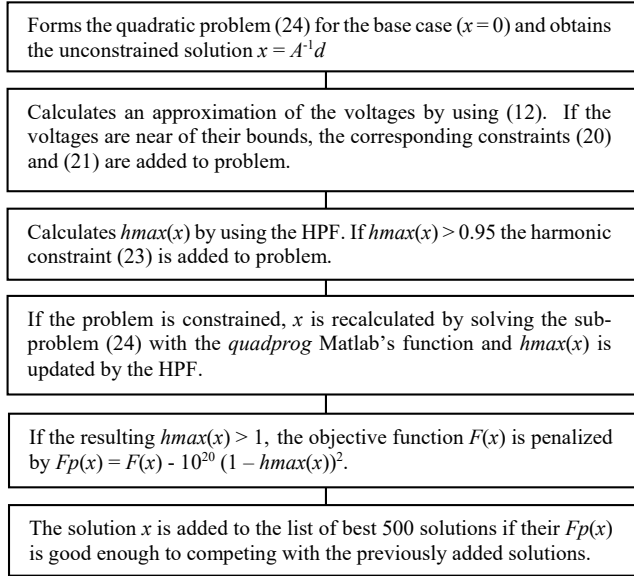 Forms the quadratic problem (24) for the base case (x = 0) and obtains
the unconstrained solution x = A⁻¹d
Calculates an approximation of the voltages by using (12). If the
voltages are near of their bounds, the corresponding constraints (20)
and (21) are added to problem.
Calculates hmax(x) by using the HPF. If hmax(x) > 0.95 the harmonic
constraint (23) is added to problem.
If the problem is constrained, x is recalculated by solving the sub-
problem (24) with the quadprog Matlab's function and hmax(x) is
updated by the HPF.
If the resulting hmax(x) > 1, the objective function F(x) is penalized
by Fp(x) = F(x) - 10²⁰ (1 – hmax(x))².
The solution x is added to the list of best 500 solutions if their Fp(x)
is good enough to competing with the previously added solutions.